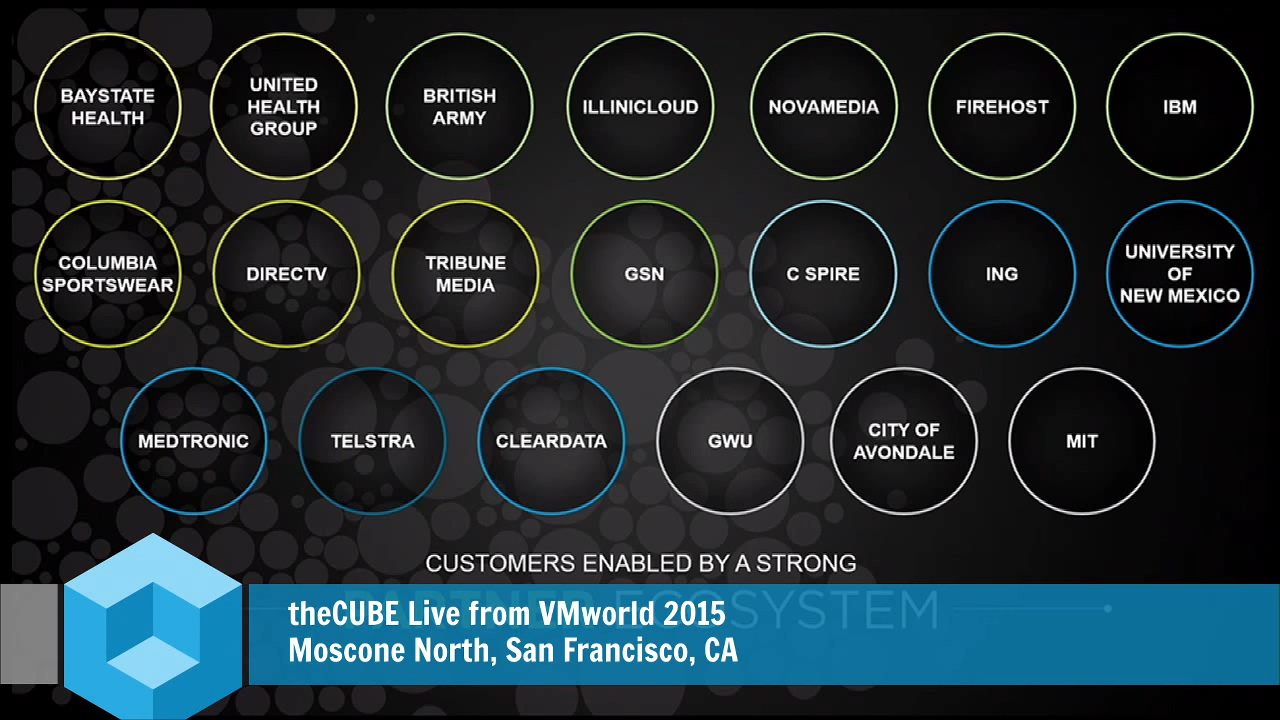 BAYSTATE
HEALTH
UNITED
HEALTH
GROUP
BRITISH
ARMY
ILLINICLOUD
NOVAMEDIA
FIREHOST
IBM
COLUMBIA
SPORTSWEAR
DIRECTV
TRIBUNE
MEDIA
GSN
C SPIRE
ING
UNIVERSITY
OF
NEW MEXICO
MEDTRONIC
TELSTRA
CLEARDATA
GWU
CITY OF
AVONDALE
MIT
CUSTOMERS ENABLED BY A STRONG
PARTNER ECOSYSTEM
theCUBE Live from VMworld 2015
Moscone North, San Francisco, CA